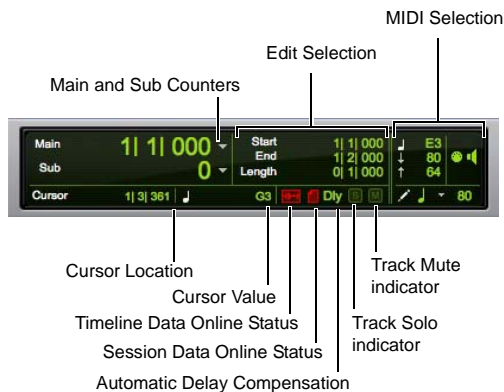 MIDI Selection
Edit Selection
Main and Sub Counters
Main 1| 1| 000 Start 1| 1| 000 E3
End 1| 2| 000 80
Sub 0 Length 0| 1| 000 64
Cursor 1| 3| 361 G3 Dly S M 80
Cursor Location
Track Mute
indicator
Cursor Value
Timeline Data Online Status
Track Solo
indicator
Session Data Online Status
Automatic Delay Compensation